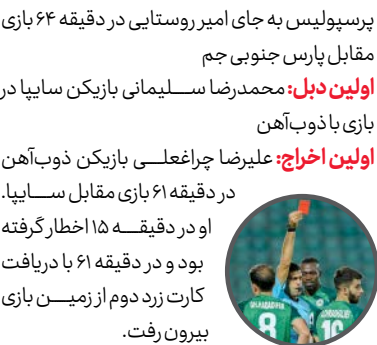 پرسپولیس به جای امیر روستایی در دقیقه ۶۴ بازی
مقابل پارس جنوبی جم
اولین دبل: محمدرضا سلیمانی بازیکن سایپا در
بازی با ذوب‌آهن
اولین اخراج: علیرضا چراغعلی بازیکن ذوب‌آهن
در دقیقه ۶۱ بازی مقابل سایپا.
او در دقیقه ۱۵ اخطار گرفته
بود و در دقیقه ۶۱ با دریافت
کارت زرد دوم از زمین بازی
بیرون رفت.
8